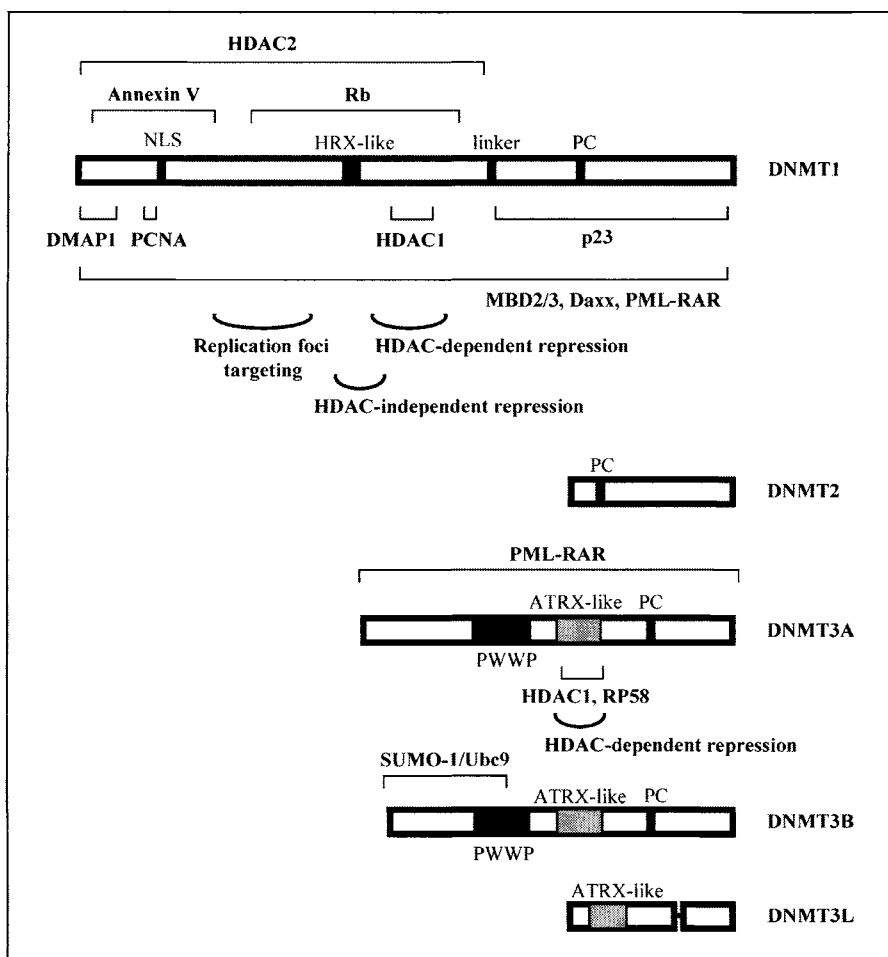 HDAC2
Annexin V Rb
NLS HRX-like linker PC
DNMT1
DMAP1 PCNA HDAC1 p23
MBD2/3, Daxx, PML-RAR
Replication foci HDAC-dependent repression
targeting
HDAC-independent repression
PC
DNMT2
PML-RAR
ATRX-like PC
DNMT3A
PWWP
HDAC1, RP58
HDAC-dependent repression
SUMO-1/Ubc9
ATRX-like PC
DNMT3B
PWWP
ATRX-like
DNMT3L